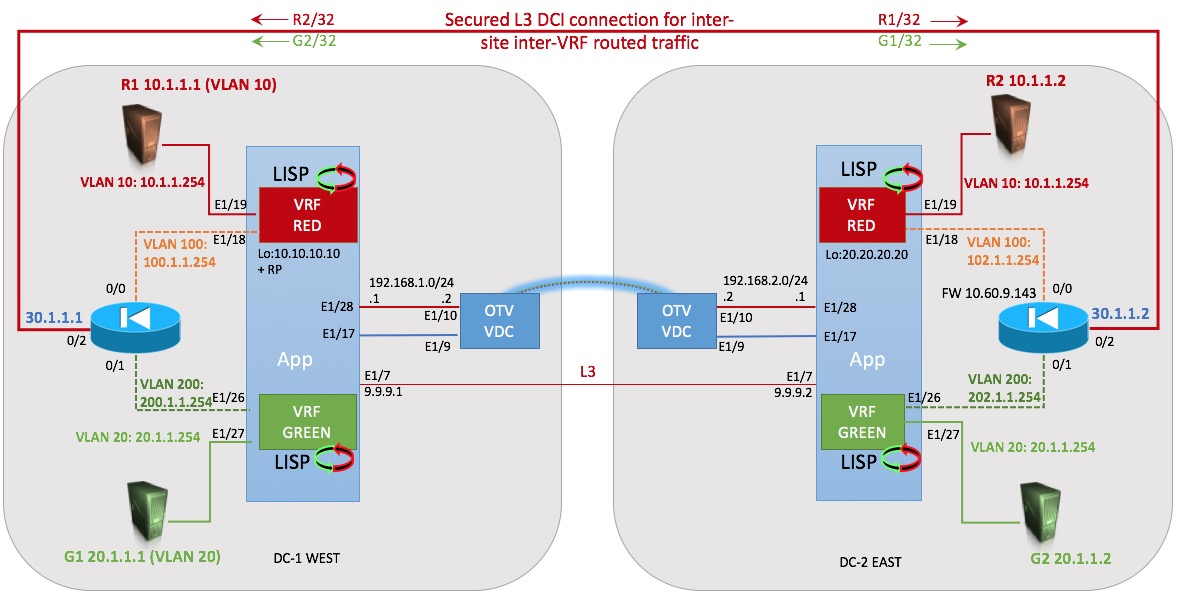 R2/32
Secured L3 DCI connection for inter-
R1/32
G2/32
site inter-VRF routed traffic
G1/32
R1 10.1.1.1 (VLAN 10)
R2 10.1.1.2
LISP
LISP
VLAN 10: 10.1.1.254
VLAN 10: 10.1.1.254
E1/19
VRF
RED
VRF
RED
E1/19
E1/18
VLAN 100:
100.1.1.254
Lo:10.10.10.10
+ RP
Lo:20.20.20.20
E1/18
VLAN 100:
102.1.1.254
192.168.1.0/24
.1
.2
192.168.2.0/24
.2
.1
0/0
FW 10.60.9.143
0/0
E1/28
E1/10
OTV
VDC
OTV
VDC
E1/10
E1/28
30.1.1.1
30.1.1.2
0/2
0/2
E1/17
E1/9
E1/9
E1/17
0/1
App
App
0/1
L3
E1/7
9.9.9.1
E1/7
9.9.9.2
VLAN 200:
200.1.1.254
E1/26
E1/26
VLAN 200:
202.1.1.254
VRF
GREEN
VRF
GREEN
VLAN 20: 20.1.1.254
E1/27
E1/27
VLAN 20: 20.1.1.254
LISP
LISP
G1 20.1.1.1 (VLAN 20)
DC-1 WEST
DC-2 EAST
G2 20.1.1.2